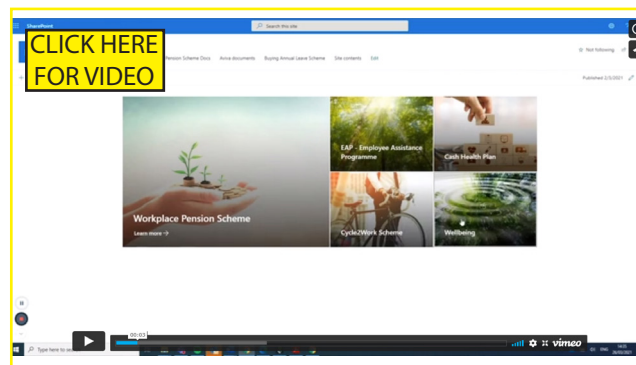 SharePoint
Search this site
CLICK HERE
FOR VIDEO
Pension Scheme Docs Aviva documents Buying Annual Leave Scheme Site contents Edit
Not following
Published 2/3/2021
EAP - Employee Assistance
Programme
Cash Health Plan
Workplace Pension Scheme
Learn more →
Cycle2Work Scheme
Wellbeing
00:03
vimeo
Type here to
ENG